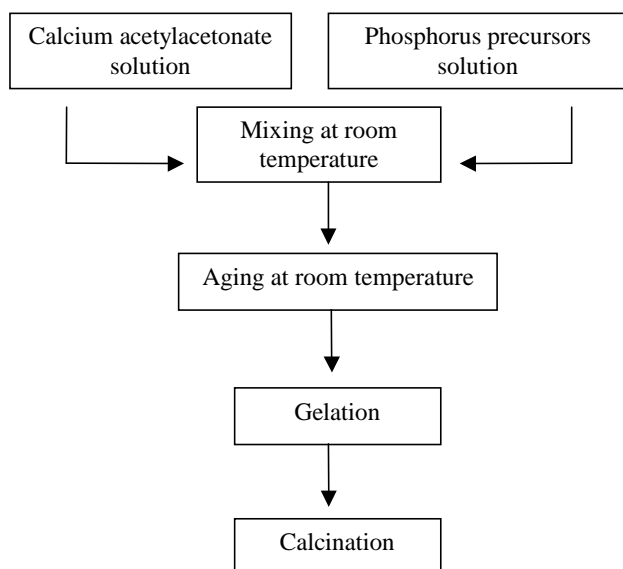 Calcium acetylacetonate
solution
Phosphorus precursors
solution
Mixing at room
temperature
Aging at room temperature
Gelation
Calcination